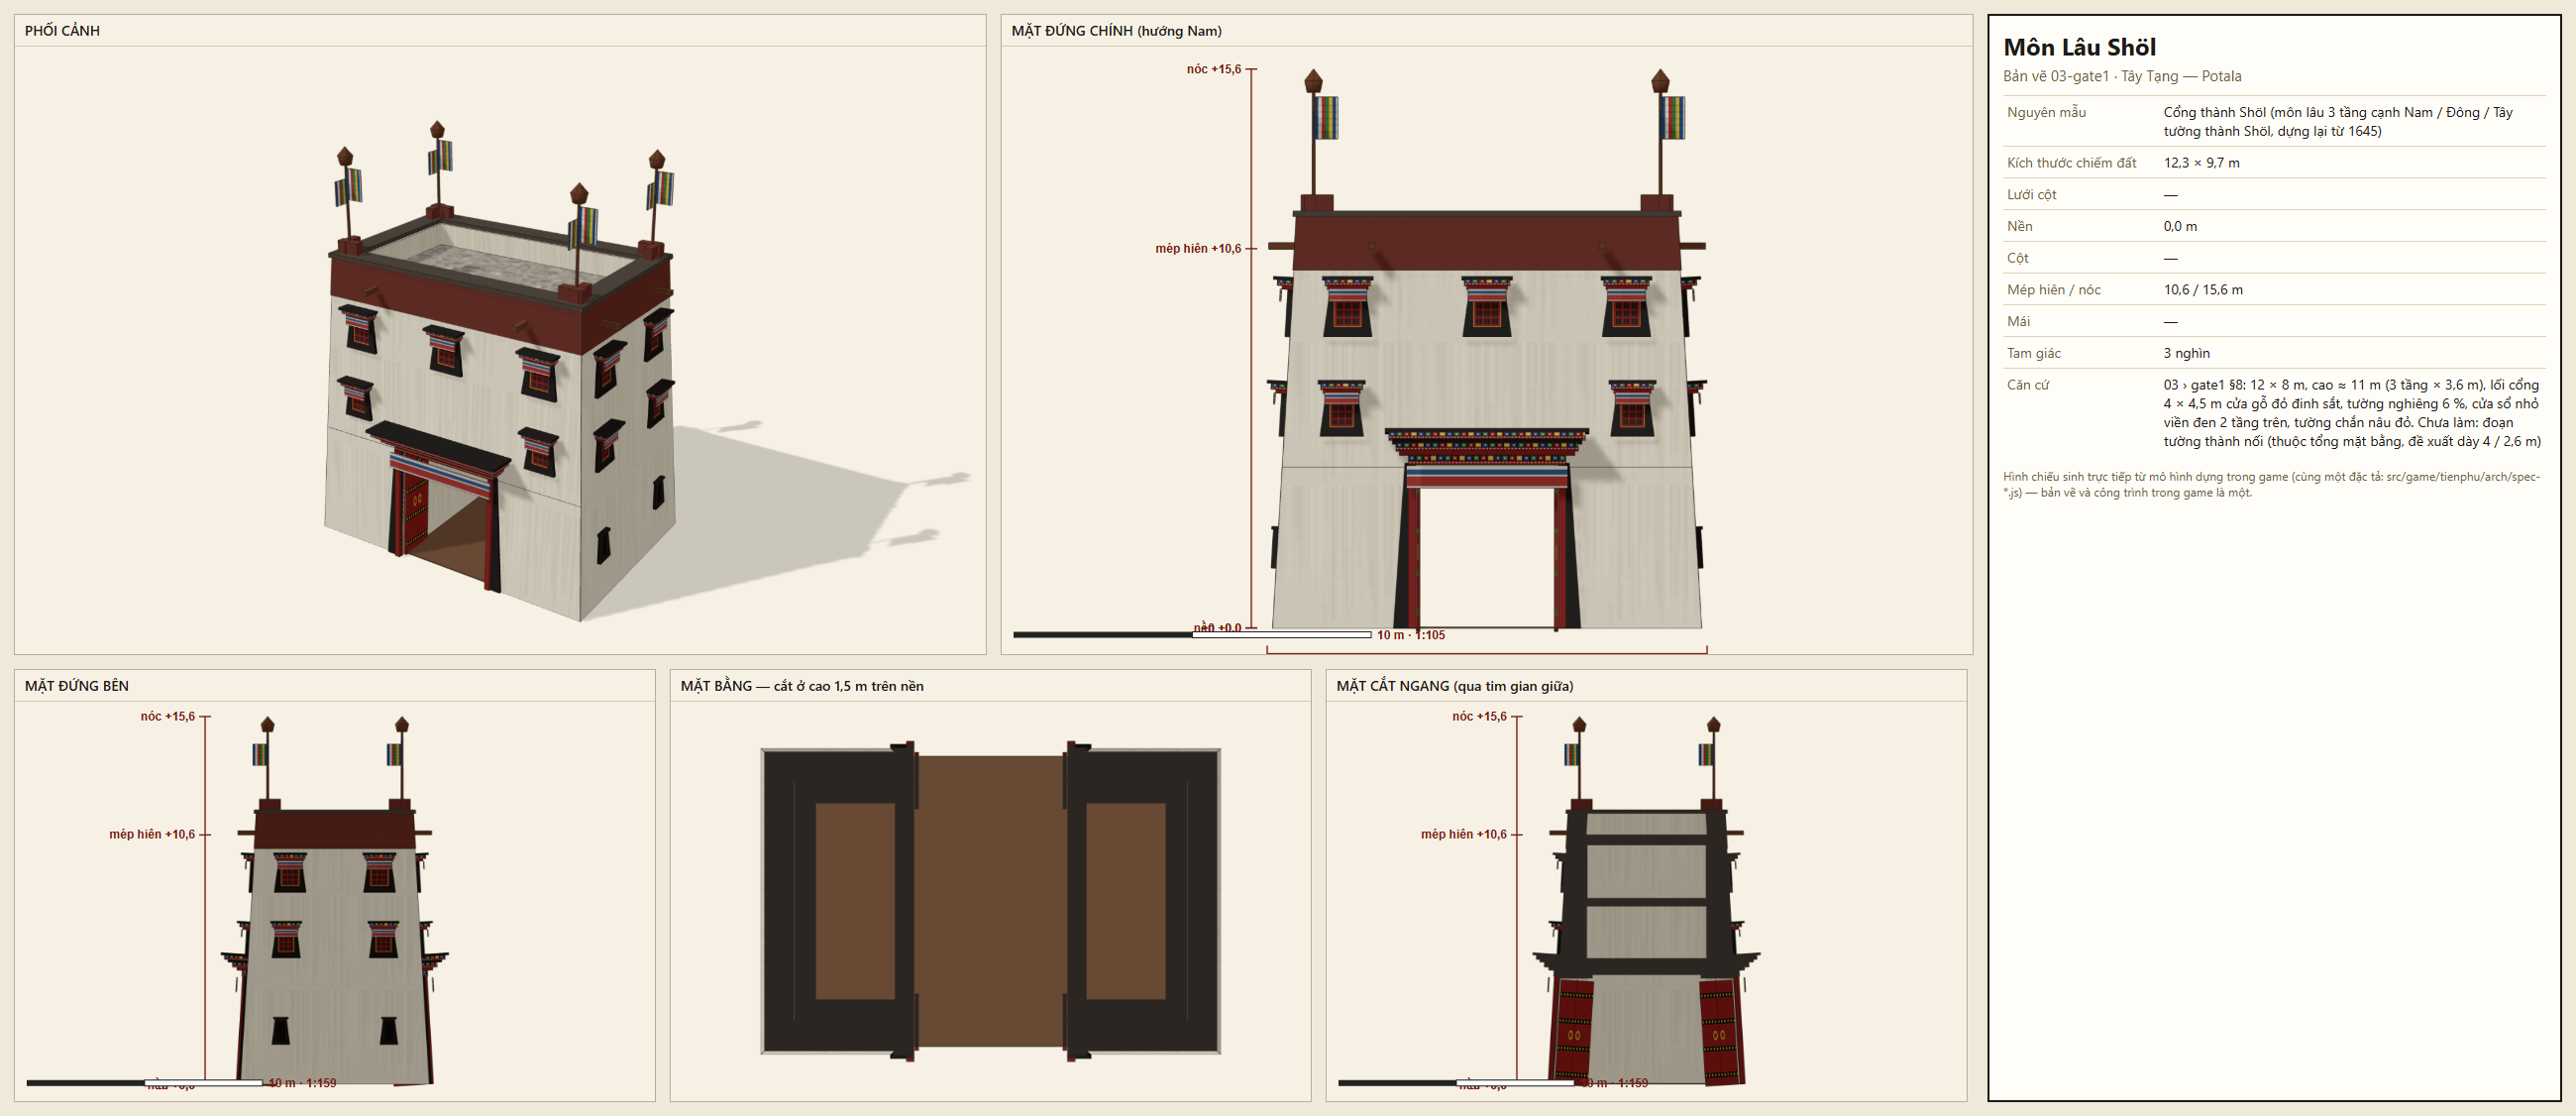 PHỐI CẢNH
MẶT ĐỨNG CHÍNH (hướng Nam)
nóc +15,6
mép hiên +10,6
+0,0
10 m · 1:105
MẶT ĐỨNG BÊN
nóc +15,6
mép hiên +10,6
10 m · 1:159
MẶT BẰNG — cắt ở cao 1,5 m trên nền
MẶT CẮT NGANG (qua tim gian giữa)
nóc +15,6
mép hiên +10,6
10 m · 1:159
Môn Lâu Shöl
Bản vẽ 03-gate1 · Tây Tạng — Potala
Nguyên mẫu
Cổng thành Shöl (môn lâu 3 tầng cạnh Nam / Đông / Tây
tường thành Shöl, dựng lại từ 1645)
Kích thước chiếm đất
12,3 × 9,7 m
Lưới cột
—
Nền
0,0 m
Cột
—
Mép hiên / nóc
10,6 / 15,6 m
Mái
—
Tam giác
3 nghìn
Căn cứ
03 › gate1 §8: 12 × 8 m, cao ≈ 11 m (3 tầng × 3,6 m), lối cổng
4 × 4,5 m cửa gỗ đỏ đinh sắt, tường nghiêng 6 %, cửa sổ nhỏ
viền đen 2 tầng trên, tường chắn nâu đỏ. Chưa làm: đoạn
tường thành nối (thuộc tổng mặt bằng, đề xuất dày 4 / 2,6 m)
Hình chiếu sinh trực tiếp từ mô hình dựng trong game (cùng một đặc tả: src/game/tienphu/arch/spec-
*.js) — bản vẽ và công trình trong game là một.